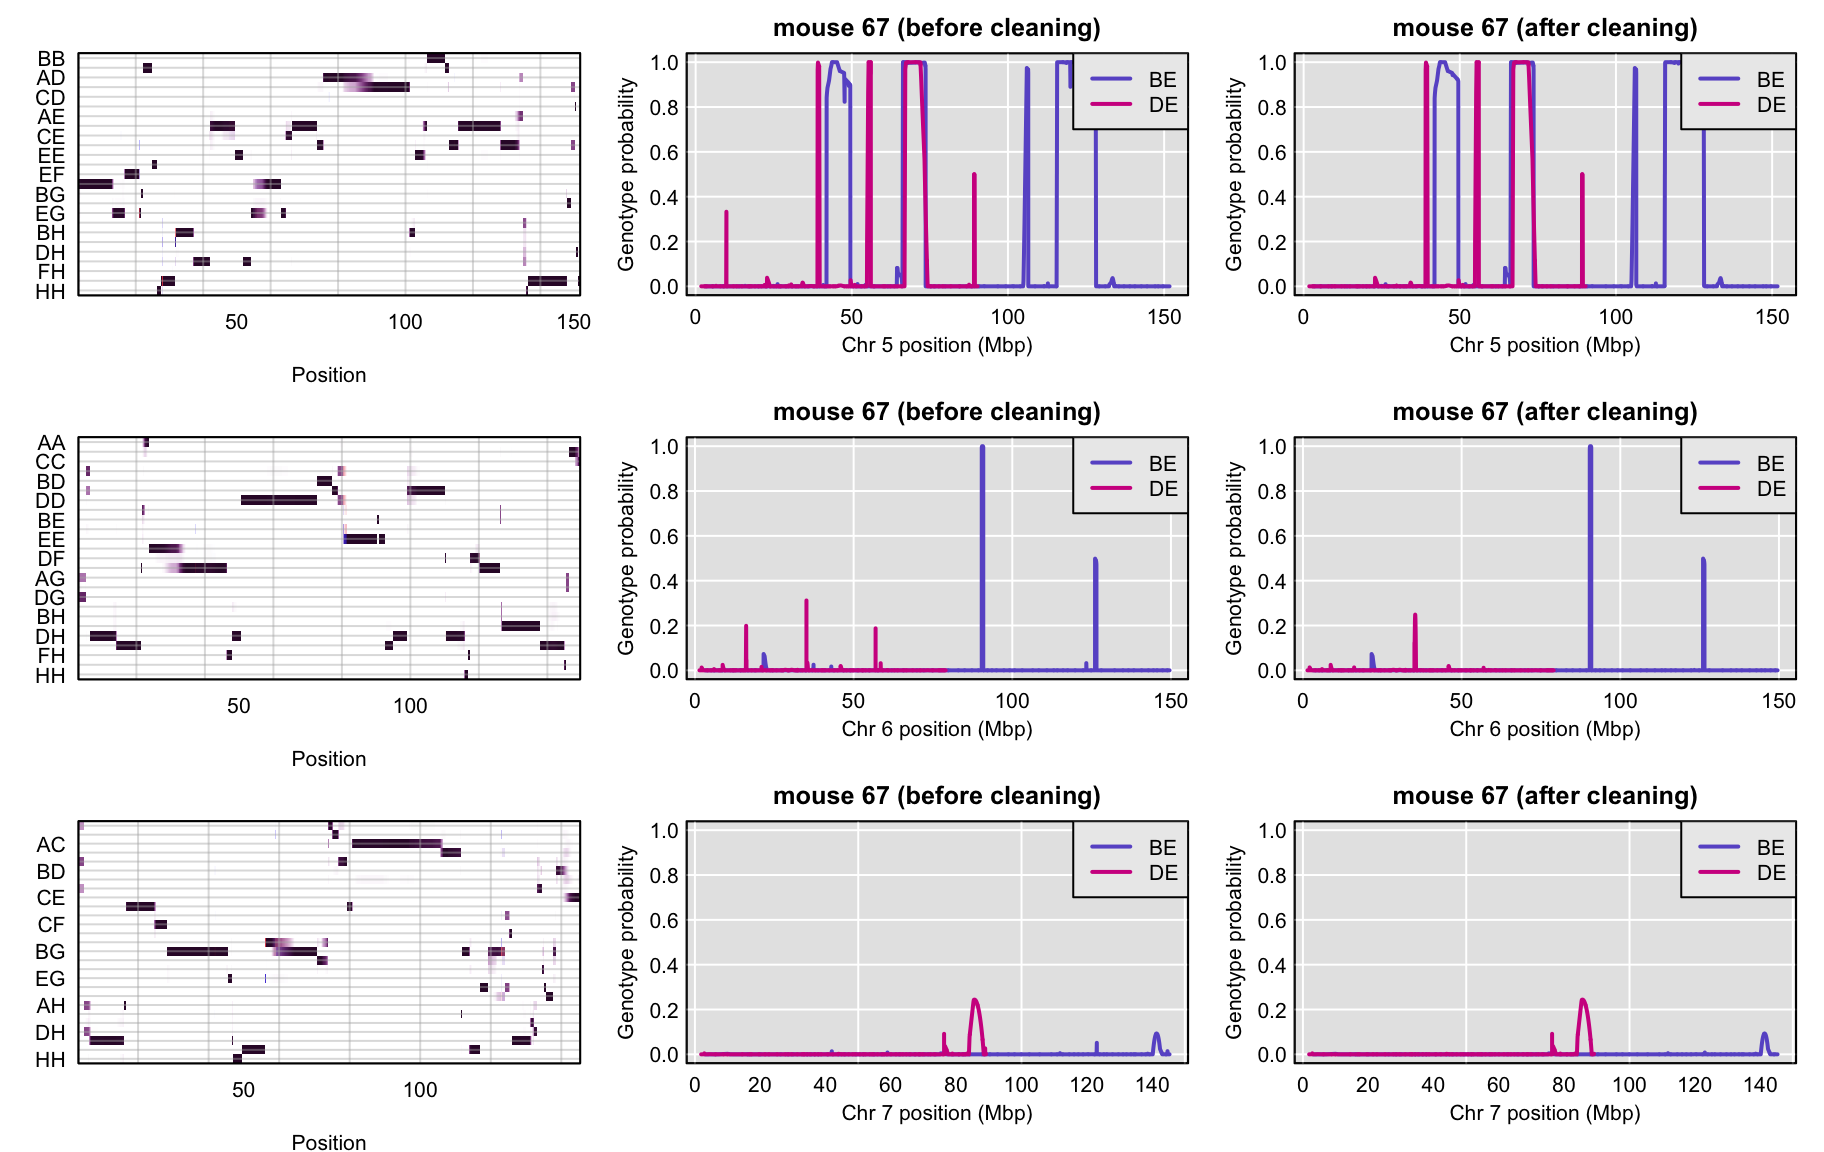 BB
AD
CD
AE
CE
EE
EF
BG
EG
BH
DH
FH
HH
50 100 150
Position
mouse 67 (before cleaning)
Genotype probability
1.0
0.8
0.6
0.4
0.2
0.0
BE
DE
0 50 100 150
Chr 5 position (Mbp)
mouse 67 (after cleaning)
Genotype probability
1.0
0.8
0.6
0.4
0.2
0.0
BE
DE
0 50 100 150
Chr 5 position (Mbp)
AA
CC
BD
DD
BE
EE
DF
AG
DG
BH
DH
FH
HH
50 100
Position
mouse 67 (before cleaning)
Genotype probability
1.0
0.8
0.6
0.4
0.2
0.0
BE
DE
0 50 100 150
Chr 6 position (Mbp)
mouse 67 (after cleaning)
Genotype probability
1.0
0.8
0.6
0.4
0.2
0.0
BE
DE
0 50 100 150
Chr 6 position (Mbp)
AC
BD
CE
CF
BG
EG
AH
DH
HH
50 100
Position
mouse 67 (before cleaning)
Genotype probability
1.0
0.8
0.6
0.4
0.2
0.0
BE
DE
0 20 40 60 80 100 120 140
Chr 7 position (Mbp)
mouse 67 (after cleaning)
Genotype probability
1.0
0.8
0.6
0.4
0.2
0.0
BE
DE
0 20 40 60 80 100 120 140
Chr 7 position (Mbp)